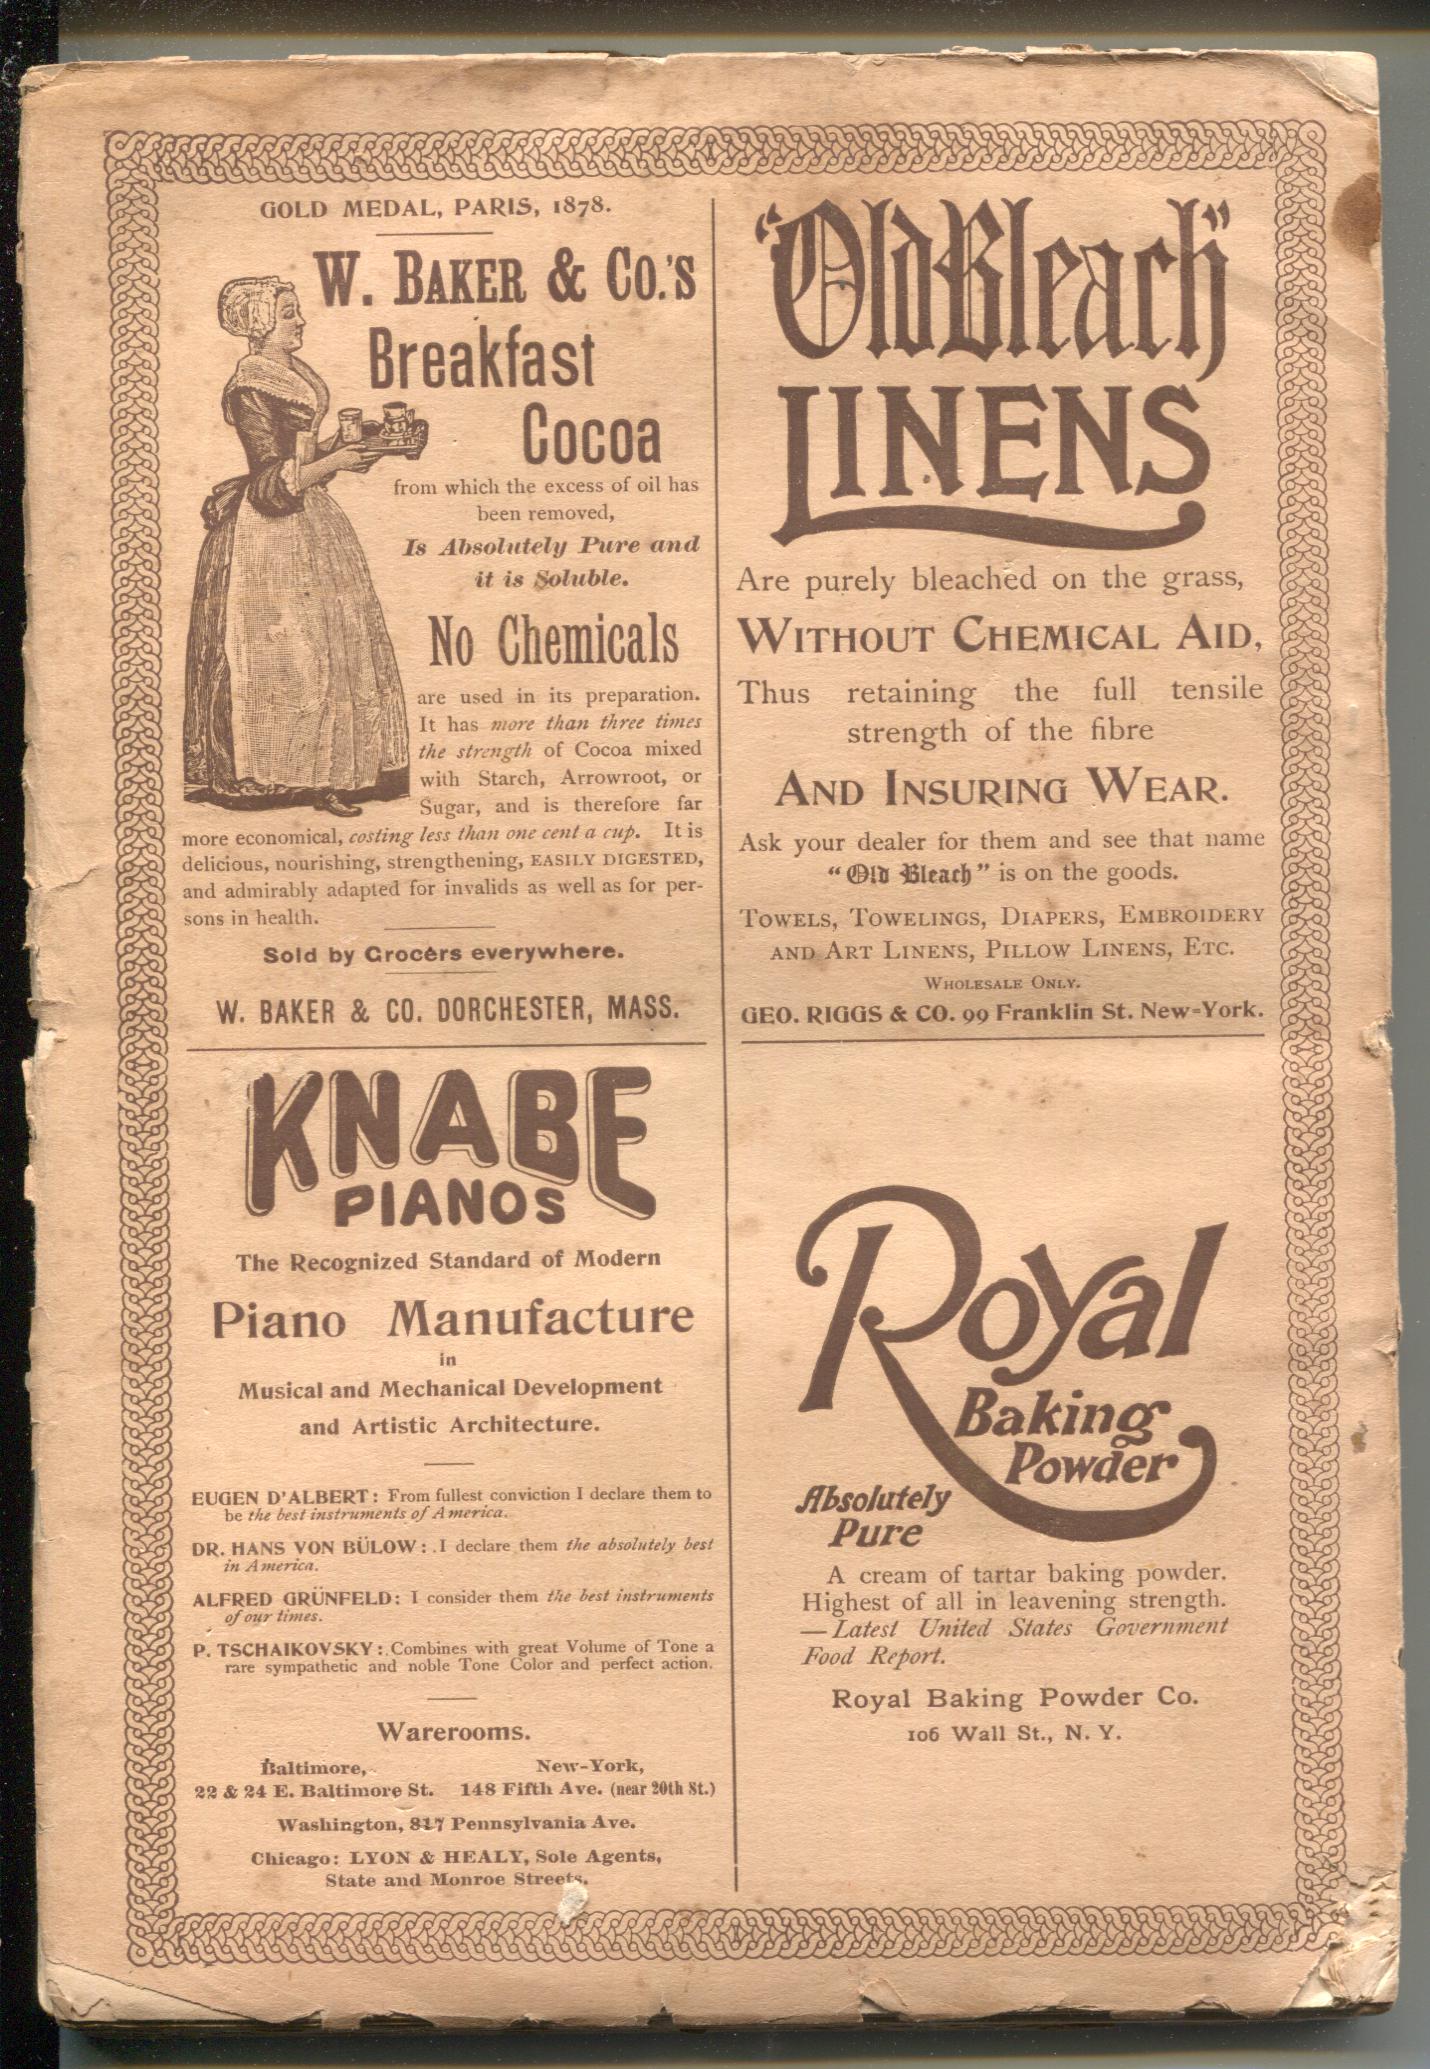 GOLD MEDAL, PARIS, 1878.
W. BAKER & CO.'S
Breakfast
Cocoa
from which the excess of oil has
been removed,
Is Absolutely Pure and
it is Soluble.
No Chemicals
are used in its preparation.
It has more than three times
the strength of Cocoa mixed
with Starch, Arrowroot, or
Sugar, and is therefore far
more economical, costing less than one cent a cup. It is
delicious, nourishing, strengthening, EASILY DIGESTED,
and admirably adapted for invalids as well as for per-
sons in health.
Sold by Grocers everywhere.
W. BAKER & CO. DORCHESTER, MASS.
KNABE
PIANOS
The Recognized Standard of Modern
Piano Manufacture
in
Musical and Mechanical Development
and Artistic Architecture.
EUGEN D'ALBERT: From fullest conviction I declare them to
be the best instruments of America.
DR. HANS VON BÜLOW: I declare them the absolutely best
in America.
ALFRED GRÜNFELD: I consider them the best instruments
of our times.
P. TSCHAIKOVSKY: Combines with great Volume of Tone a
rare sympathetic and noble Tone Color and perfect action.
Warerooms.
Baltimore, New-York,
22 & 24 E. Baltimore St. 148 Fifth Ave. (near 20th St.)
Washington, 817 Pennsylvania Ave.
Chicago: LYON & HEALY, Sole Agents,
State and Monroe Streets.
"Old Bleach"
LINENS
Are purely bleached on the grass,
WITHOUT CHEMICAL AID,
Thus retaining the full tensile
strength of the fibre
AND INSURING WEAR.
Ask your dealer for them and see that name
"Old Bleach" is on the goods.
TOWELS, TOWELINGS, DIAPERS, EMBROIDERY
AND ART LINENS, PILLOW LINENS, ETC.
WHOLESALE ONLY.
GEO. RIGGS & CO. 99 Franklin St. New-York.
Royal
Baking
Powder
Absolutely
Pure
A cream of tartar baking powder.
Highest of all in leavening strength.
—Latest United States Government
Food Report.
Royal Baking Powder Co.
106 Wall St., N. Y.